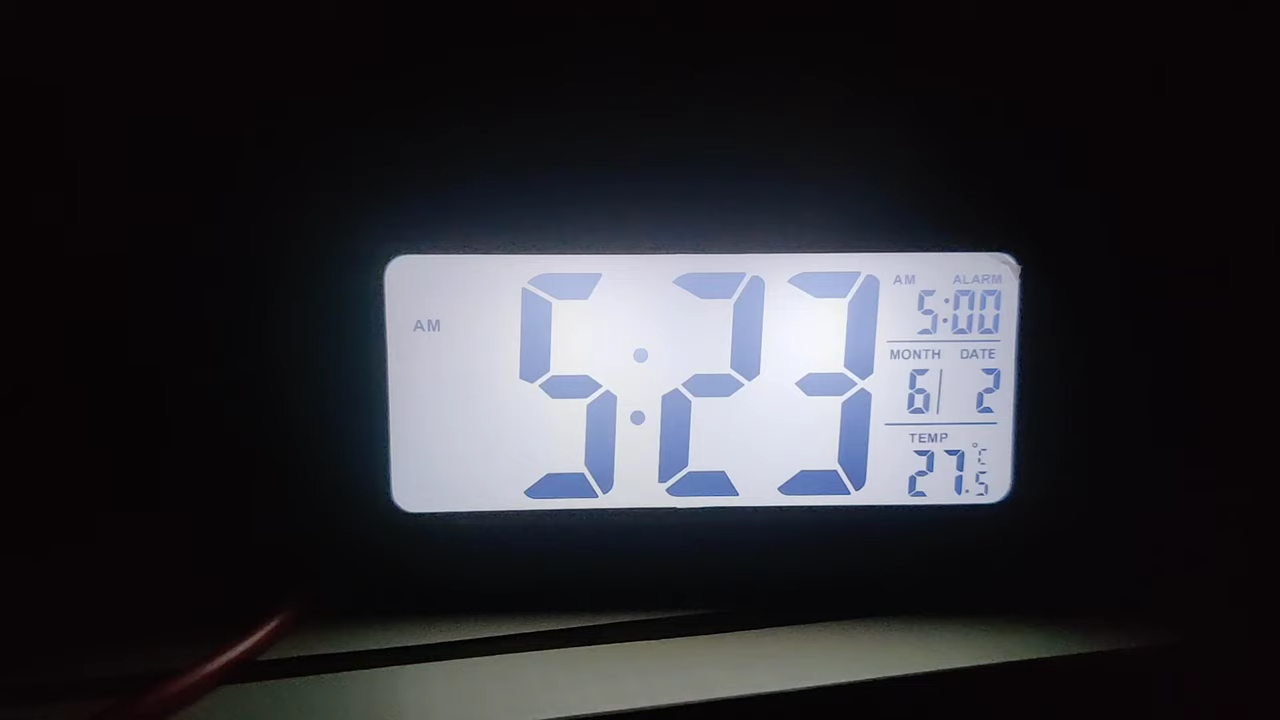 AM 5:23
AM ALARM
5:00
MONTH DATE
6 2
TEMP
27.5 °C